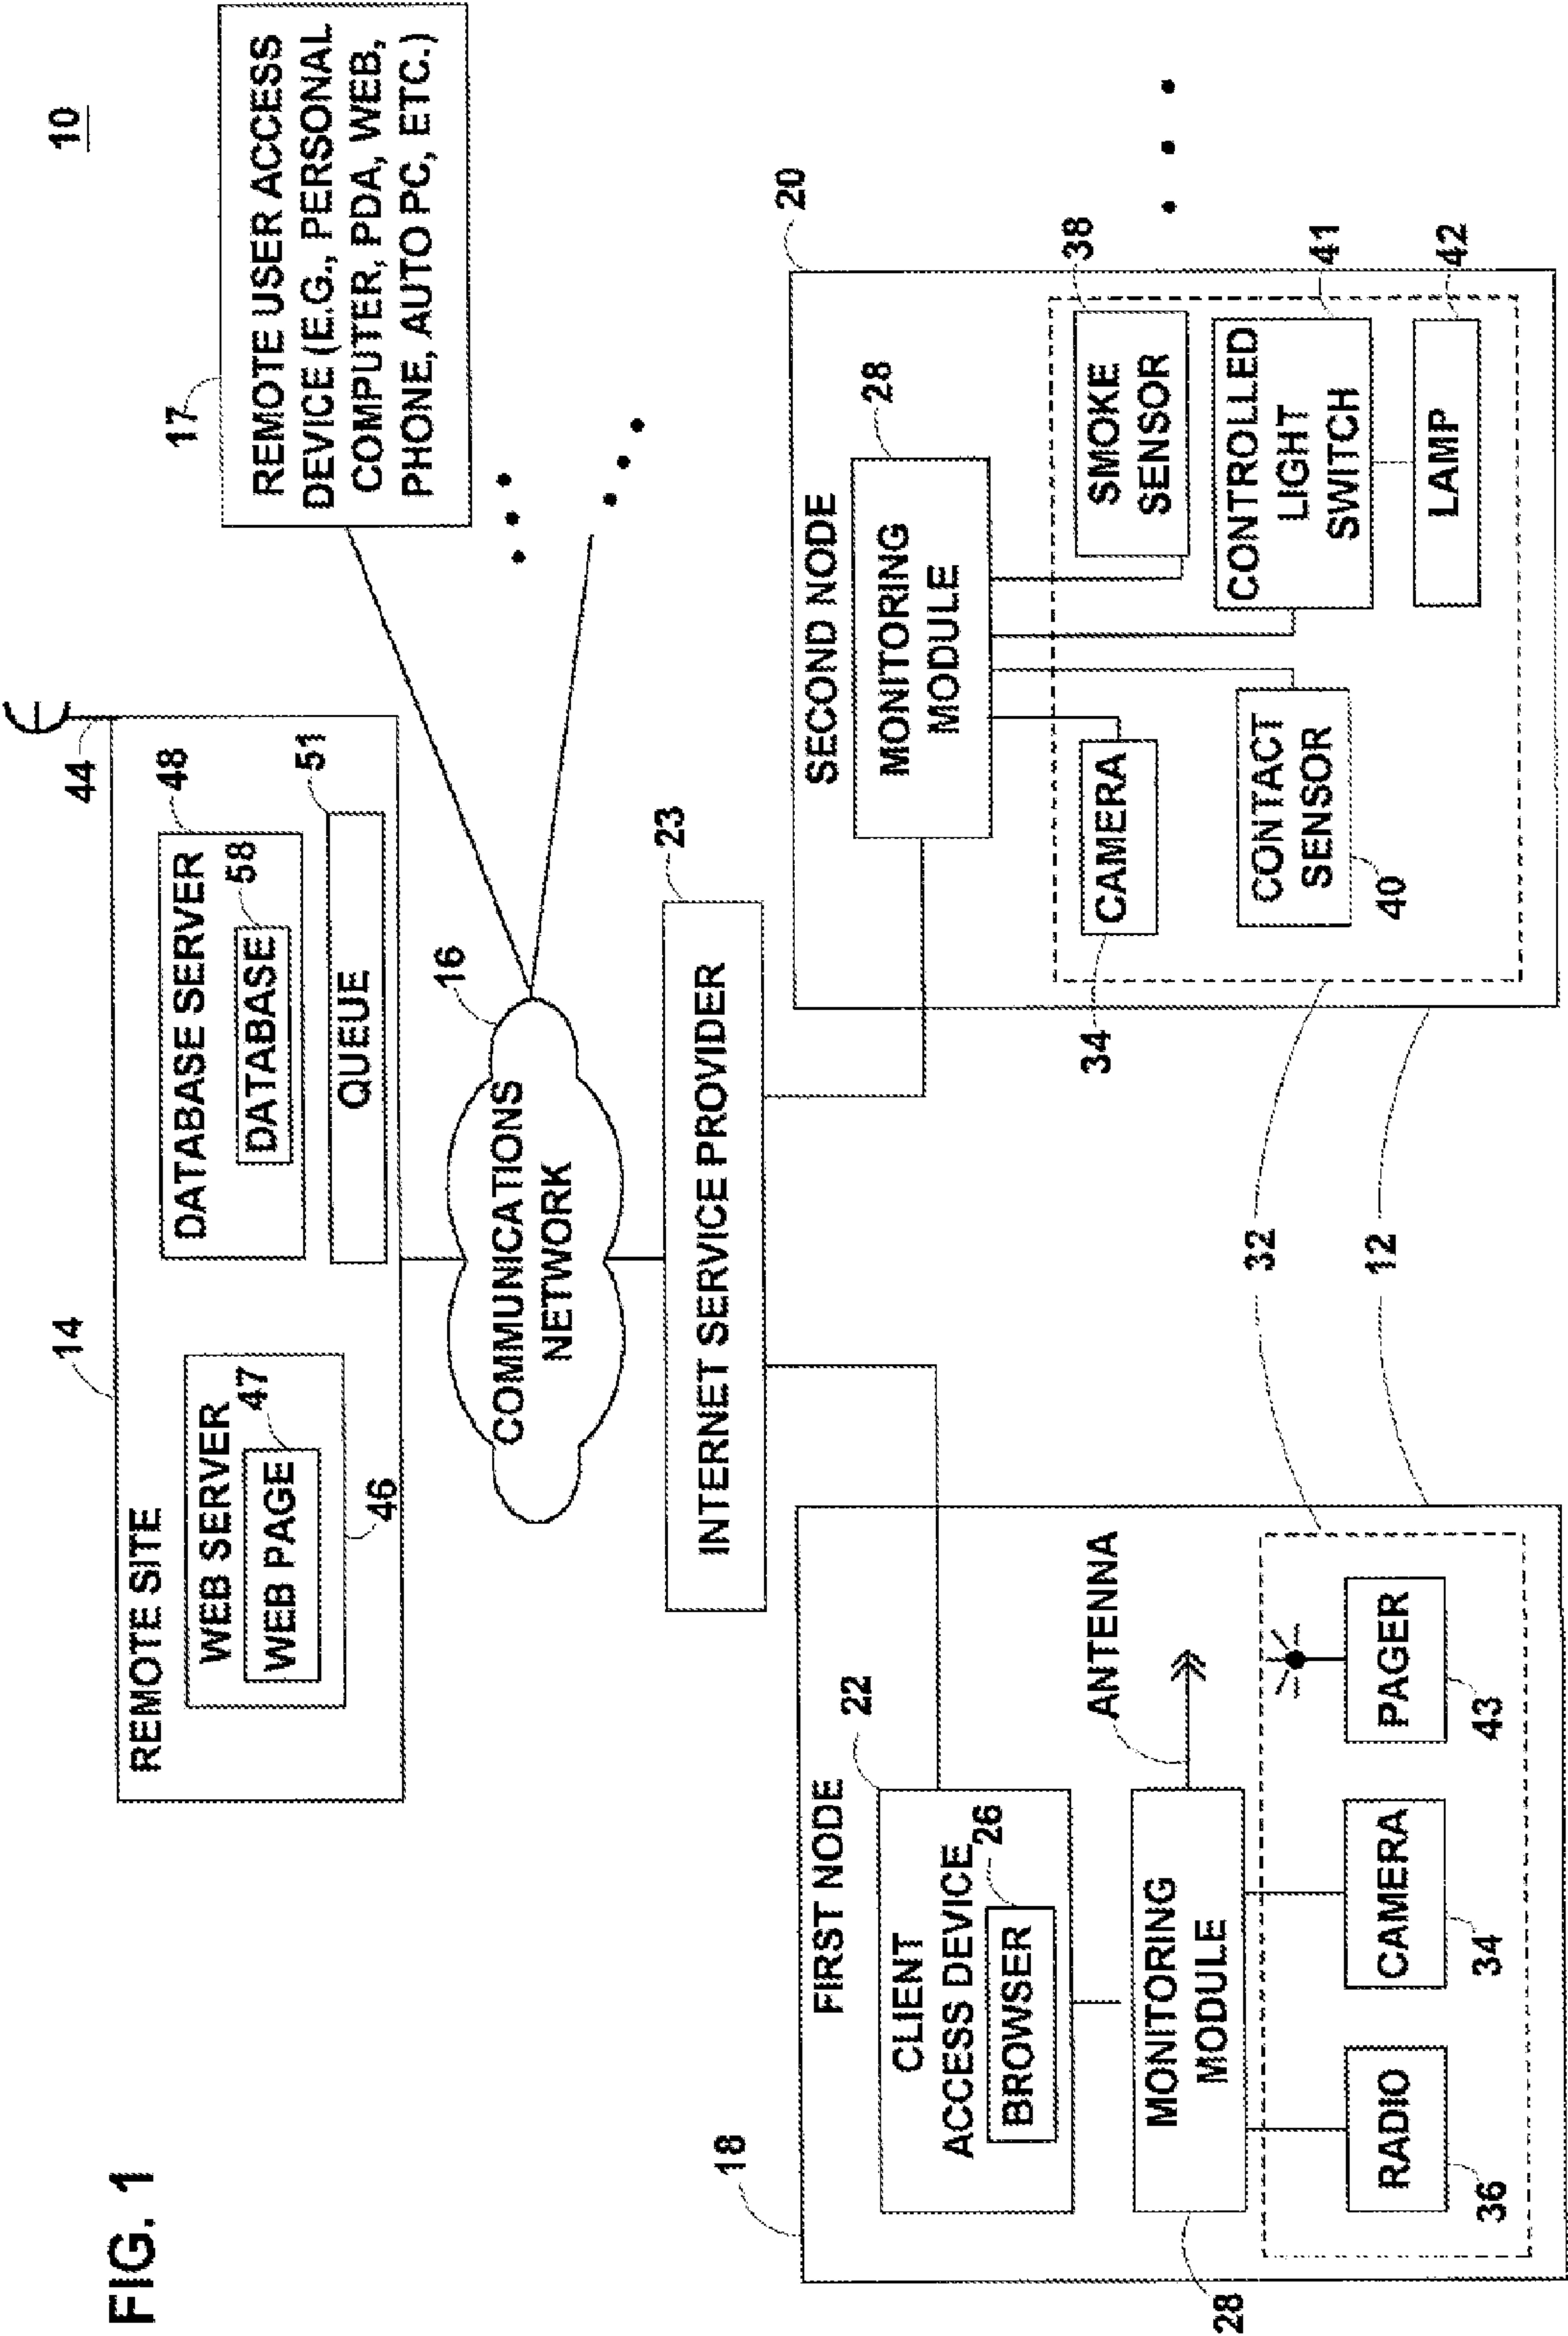 FIG. 1
10
14
44
REMOTE SITE
WEB SERVER
47
WEB PAGE
46
DATABASE SERVER
48
58
DATABASE
51
QUEUE
17
REMOTE USER ACCESS
DEVICE (E.G., PERSONAL
COMPUTER, PDA, WEB,
PHONE, AUTO PC, ETC.)
16
COMMUNICATIONS
NETWORK
23
INTERNET SERVICE PROVIDER
18
FIRST NODE
22
CLIENT
ACCESS DEVICE
26
BROWSER
ANTENNA
MONITORING
MODULE
28
RADIO
36
CAMERA
34
PAGER
43
32
12
20
SECOND NODE
28
MONITORING
MODULE
38
SMOKE
SENSOR
CAMERA
34
41
CONTROLLED
LIGHT
SWITCH
CONTACT
SENSOR
40
42
LAMP